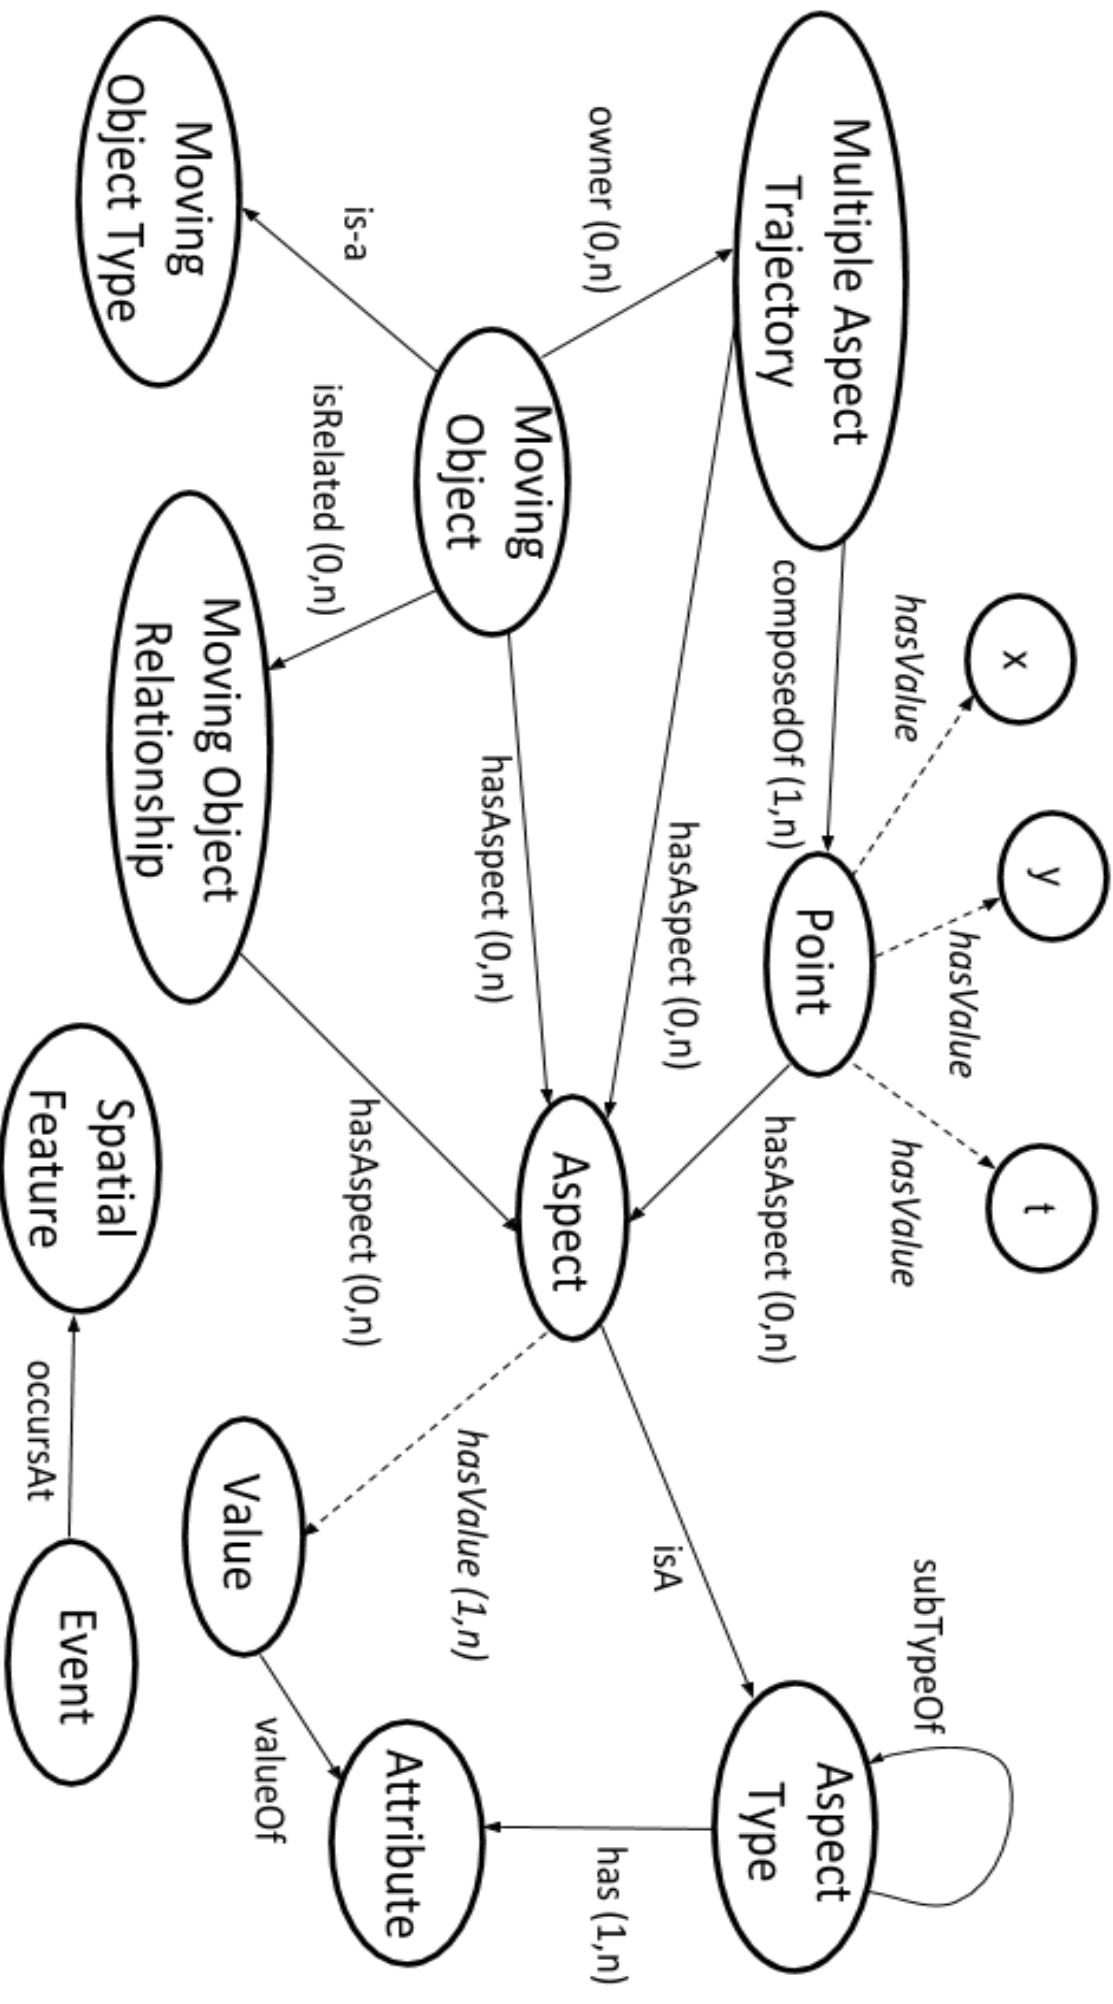 x
y
t
hasValue
hasValue
hasValue
subTypeOf
Multiple Aspect
Trajectory
composedOf (1,n)
Point
hasAspect (0,n)
Aspect
Type
owner (0,n)
hasAspect (0,n)
isA
has (1,n)
Moving
Object
hasAspect (0,n)
Aspect
hasValue (1,n)
Attribute
is-a
isRelated (0,n)
hasAspect (0,n)
Value
valueOf
Moving
Object Type
Moving Object
Relationship
Spatial
Feature
occursAt
Event